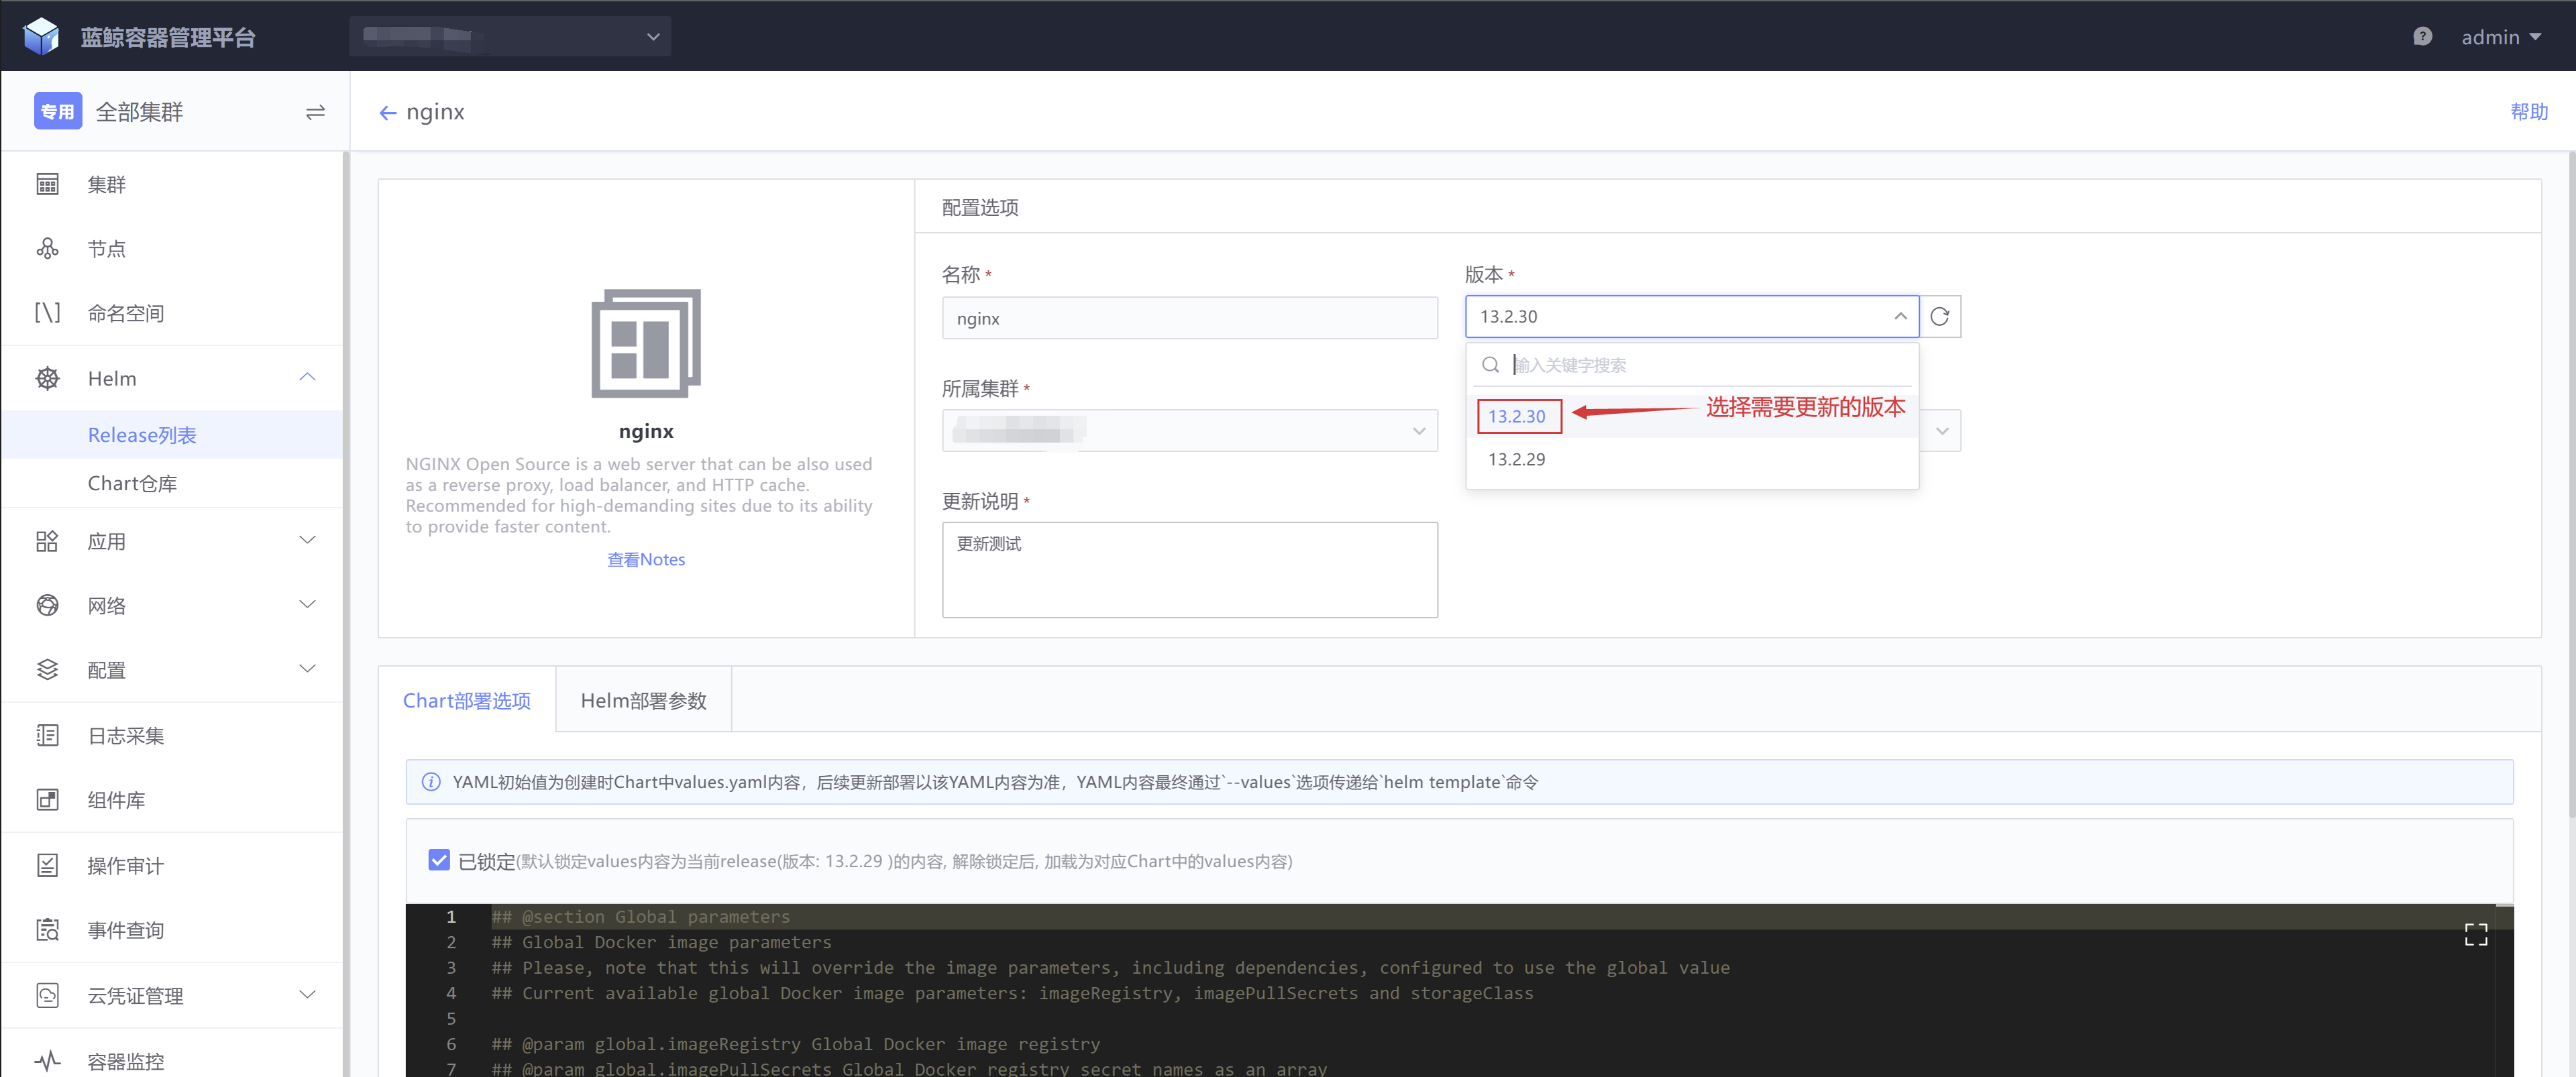 蓝鲸容器管理平台
admin
专用 全部集群
nginx
帮助
集群
节点
命名空间
Helm
Release列表
Chart仓库
应用
网络
配置
日志采集
组件库
操作审计
事件查询
云凭证管理
容器监控
nginx
NGINX Open Source is a web server that can be also used
as a reverse proxy, load balancer, and HTTP cache.
Recommended for high-demanding sites due to its ability
to provide faster content.
查看Notes
配置选项
名称 *
nginx
版本 *
13.2.30
输入关键字搜索
13.2.30
选择需要更新的版本
13.2.29
所属集群 *
更新说明 *
更新测试
Chart部署选项
Helm部署参数
YAML初始值为创建时Chart中values.yaml内容，后续更新部署以该YAML内容为准，YAML内容最终通过`--values`选项传递给`helm template`命令
已锁定(默认锁定values内容为当前release(版本: 13.2.29 )的内容, 解除锁定后, 加载为对应Chart中的values内容)
1 ## @section Global parameters
2 ## Global Docker image parameters
3 ## Please, note that this will override the image parameters, including dependencies, configured to use the global value
4 ## Current available global Docker image parameters: imageRegistry, imagePullSecrets and storageClass
5
6 ## @param global.imageRegistry Global Docker image registry
7 ## @param global.imagePullSecrets Global Docker registry secret names as an array